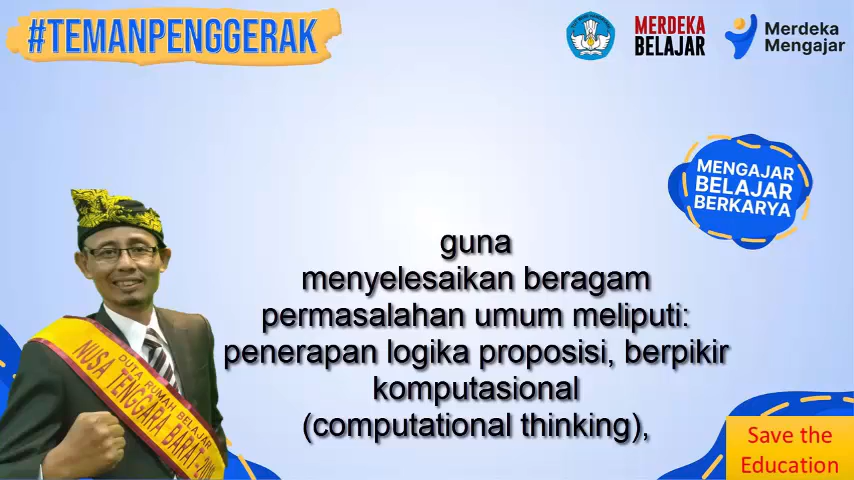 #TEMANPENGGERAK
MERDEKA
BELAJAR
Merdeka
Mengajar
MENGAJAR
BELAJAR
BERKARYA
guna
menyelesaikan beragam
permasalahan umum meliputi:
penerapan logika proposisi, berpikir
komputasional
(computational thinking),
DUTA RUMAH BELAJAR
NUSA TENGGARA BARAT
Save the
Education